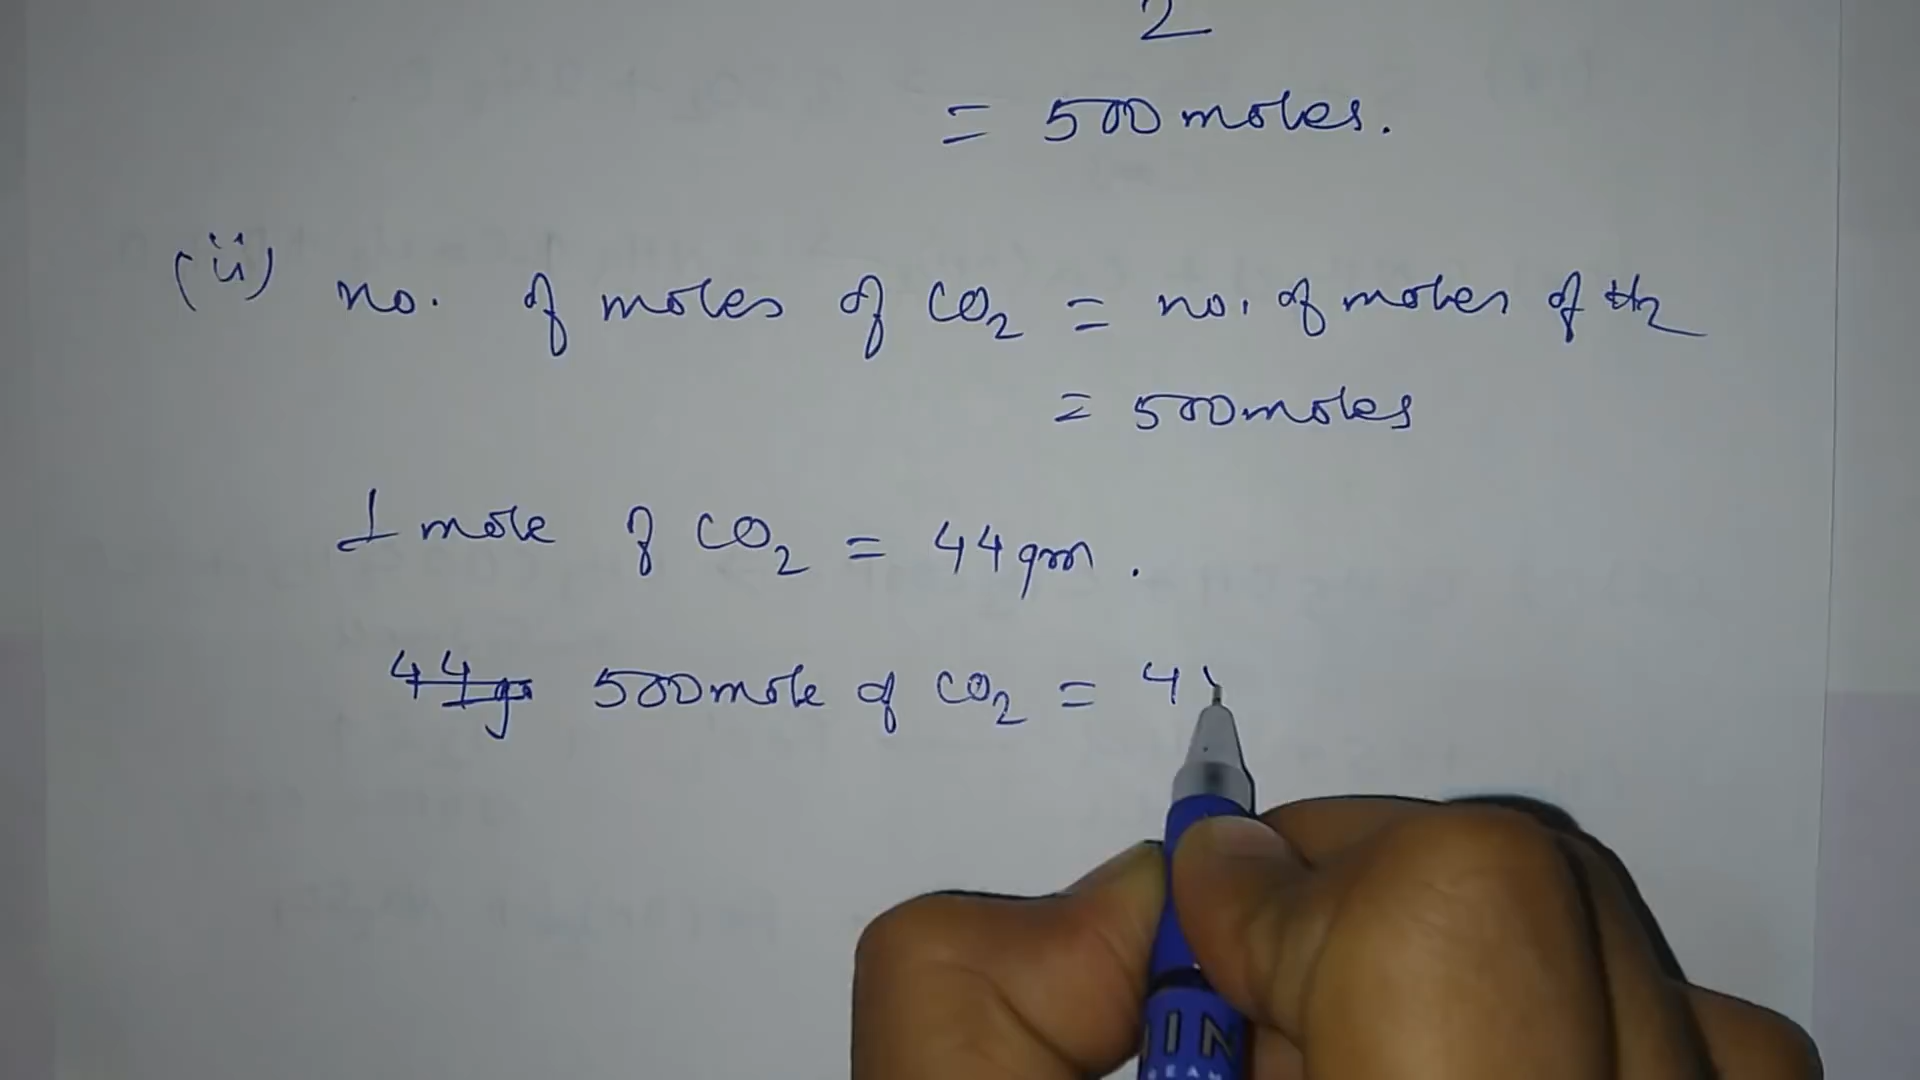 2
= 500 moles.
(ii) no. of moles of CO2 = no. of moles of H2
= 500 moles
1 mole of CO2 = 44 gm.
44 g 500 mole of CO2 = 4